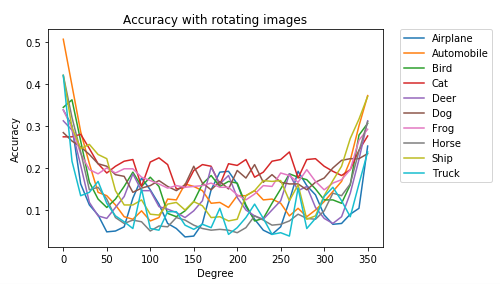 Accuracy with rotating images
0.5
0.4
0.3
0.2
0.1
Accuracy
0
50
100
150
200
250
300
350
Degree
Airplane
Automobile
Bird
Cat
Deer
Dog
Frog
Horse
Ship
Truck